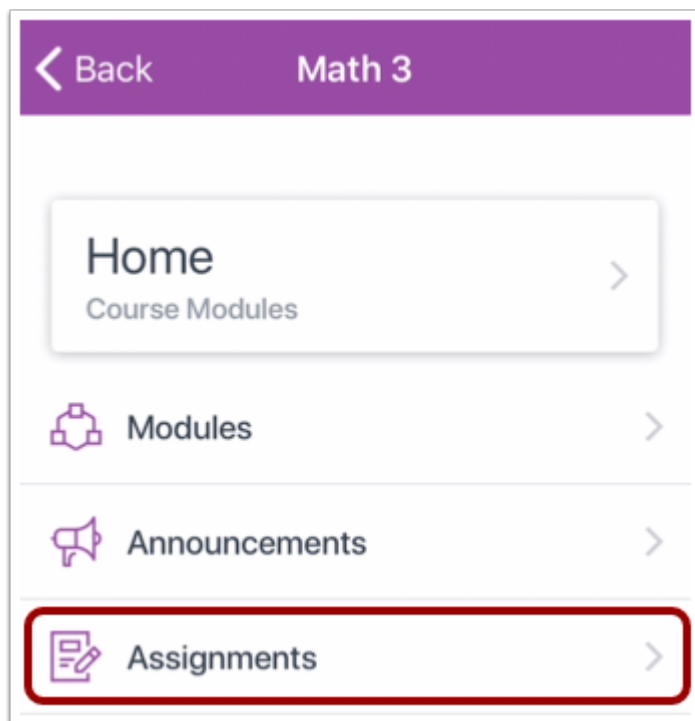 Back Math 3
Home
Course Modules
Modules
Announcements
Assignments